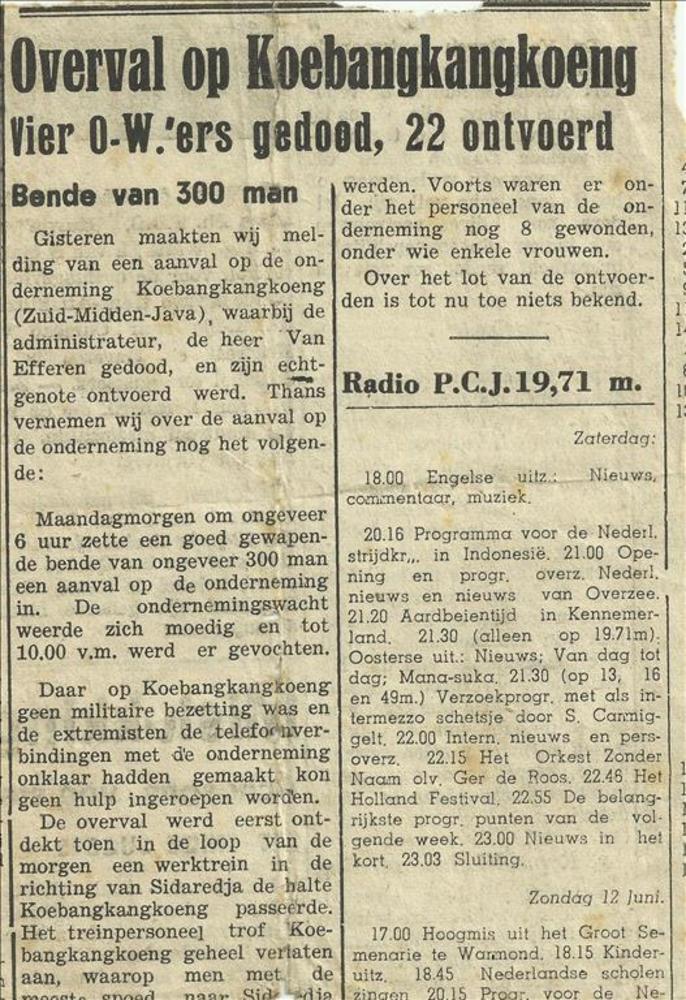 Overval op Koebangkangkoeng
Vier O-W.'ers gedood, 22 ontvoerd
Bende van 300 man
Gisteren maakten wij mel-
ding van een aanval op de on-
derneming Koebangkangkoeng
(Zuid-Midden-Java), waarbij de
administrateur, de heer Van
Efferen gedood, en zijn echt-
genote ontvoerd werd. Thans
vernemen wij over de aanval op
de onderneming nog het volgen-
de:
Maandagmorgen om ongeveer
6 uur zette een goed gewapen-
de bende van ongeveer 300 man
een aanval op de onderneming
in. De ondernemingswacht
weerde zich moedig en tot
10.00 v.m. werd er gevochten.
Daar op Koebangkangkoeng
geen militaire bezetting was en
de extremisten de telefoonver-
bindingen met de onderneming
onklaar hadden gemaakt kon
geen hulp ingeroepen worden.
De overval werd eerst ont-
dekt toen in de loop van de
morgen een werktrein in de
richting van Sidaredja de halte
Koebangkangkoeng passeerde.
Het treinpersoneel trof Koe-
bangkangkoeng geheel verlaten
aan, waarop men met de
meeste spoed naar
werden. Voorts waren er on-
der het personeel van de on-
derneming nog 8 gewonden,
onder wie enkele vrouwen.
Over het lot van de ontvoer-
den is tot nu toe niets bekend.
Radio P.C.J. 19,71 m.
Zaterdag:
18.00 Engelse uitz.: Nieuws,
commentaar, muziek.
20.16 Programma voor de Nederl.
strijdkr,,. in Indonesië. 21.00 Ope-
ning en progr. overz. Nederl.
nieuws en nieuws van Overzee.
21.20 Aardbeientijd in Kennemer-
land. 21.30 (alleen op 19.71m):
Oosterse uit.: Nieuws; Van dag tot
dag; Mana-suka. 21.30 (op 13, 16
en 49m.) Verzoekprogr. met als in-
termezzo schetsje door S. Carmig-
gelt. 22.00 Intern. nieuws en pers-
overz. 22.15 Het Orkest Zonder
Naam olv. Ger de Roos. 22.46 Het
Holland Festival. 22.55 De belang-
rijkste progr. punten van de vol-
gende week. 23.00 Nieuws in het
kort. 23.03 Sluiting.
Zondag 12 Juni.
17.00 Hoogmis uit het Groot Se-
menarie te Warmond. 18.15 Kinder-
uitz. 18.45 Nederlandse scholen
zingen 20.15 Progr. voor de Ne-